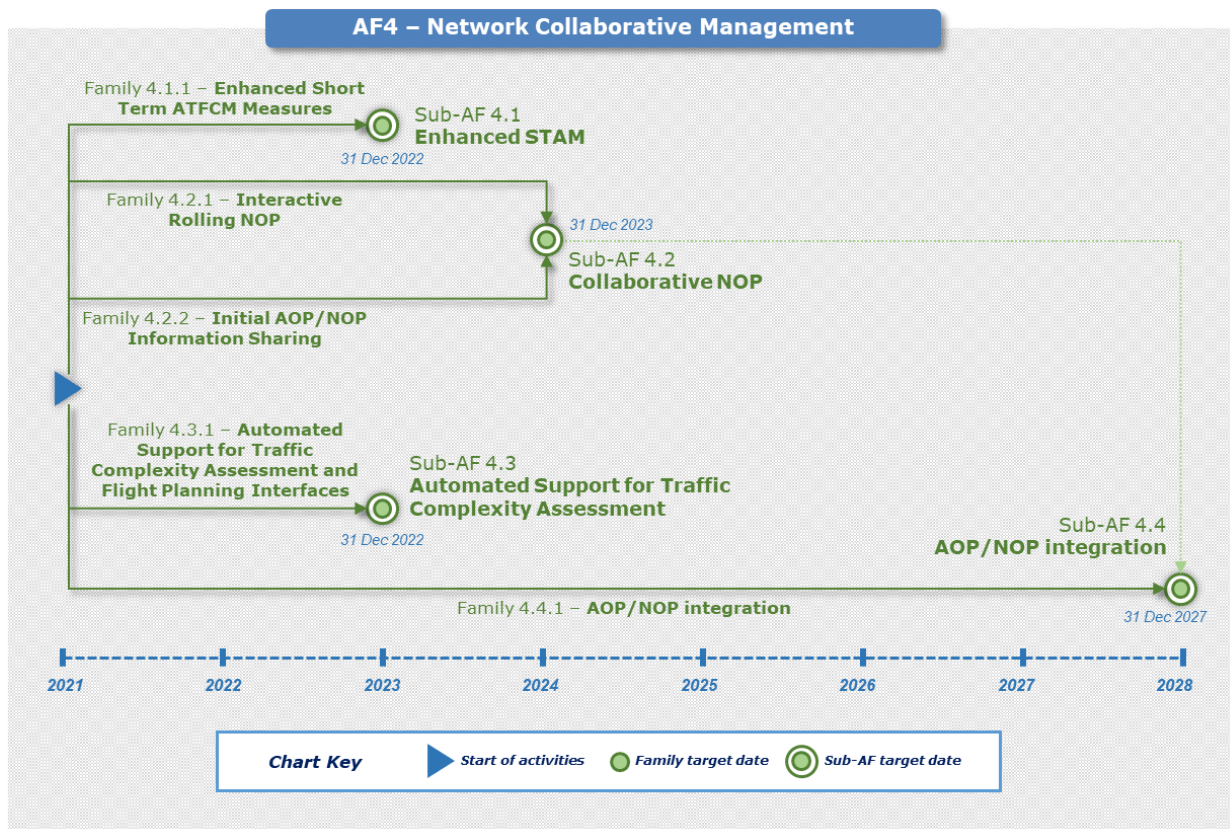 AF4 – Network Collaborative Management
Family 4.1.1 – Enhanced Short
Term ATFCM Measures
Sub-AF 4.1
Enhanced STAM
31 Dec 2022
Family 4.2.1 – Interactive
Rolling NOP
31 Dec 2023
Sub-AF 4.2
Collaborative NOP
Family 4.2.2 – Initial AOP/NOP
Information Sharing
Family 4.3.1 – Automated
Support for Traffic
Complexity Assessment and
Flight Planning Interfaces
Sub-AF 4.3
Automated Support for Traffic
Complexity Assessment
31 Dec 2022
Sub-AF 4.4
AOP/NOP integration
Family 4.4.1 – AOP/NOP integration
31 Dec 2027
2021 2022 2023 2024 2025 2026 2027 2028
Chart Key Start of activities Family target date Sub-AF target date